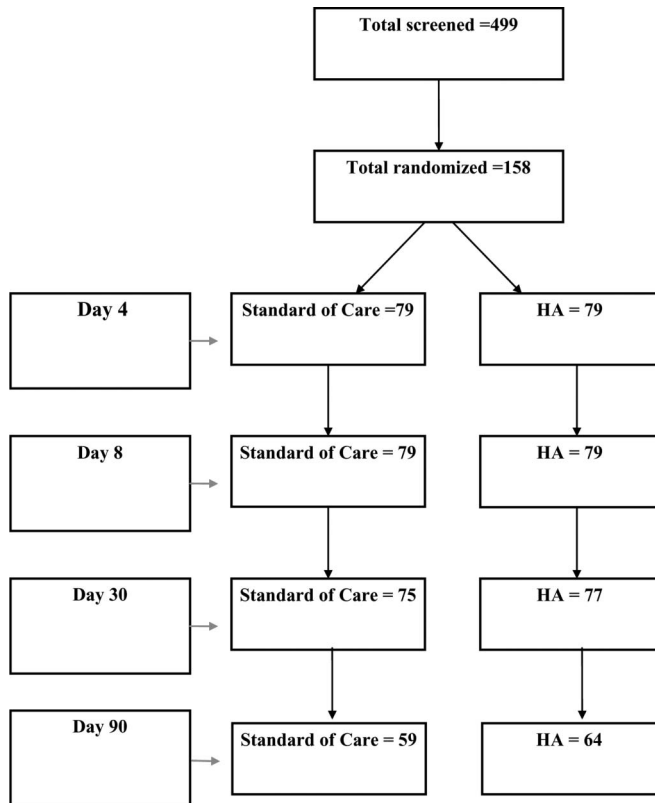 Total screened =499
Total randomized =158
Day 4
Standard of Care =79
HA = 79
Day 8
Standard of Care = 79
HA = 79
Day 30
Standard of Care = 75
HA = 77
Day 90
Standard of Care = 59
HA = 64